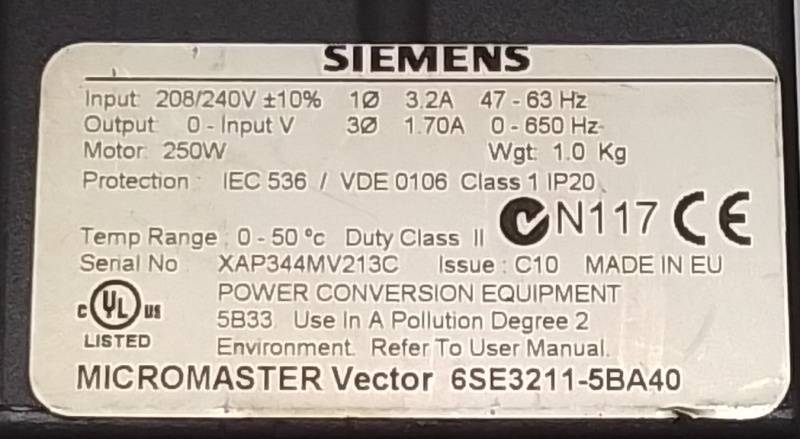 SIEMENS
Input: 208/240V ±10% 1Ø 3.2A 47 - 63 Hz
Output: 0 - Input V 3Ø 1.70A 0 - 650 Hz
Motor: 250W Wgt: 1.0 Kg
Protection: IEC 536 / VDE 0106 Class 1 IP20
N117 CE
Temp Range: 0 - 50 °c Duty Class II
Serial No XAP344MV213C Issue: C10 MADE IN EU
C UL US LISTED
POWER CONVERSION EQUIPMENT
5B33 Use In A Pollution Degree 2
Environment. Refer To User Manual.
MICROMASTER Vector 6SE3211-5BA40